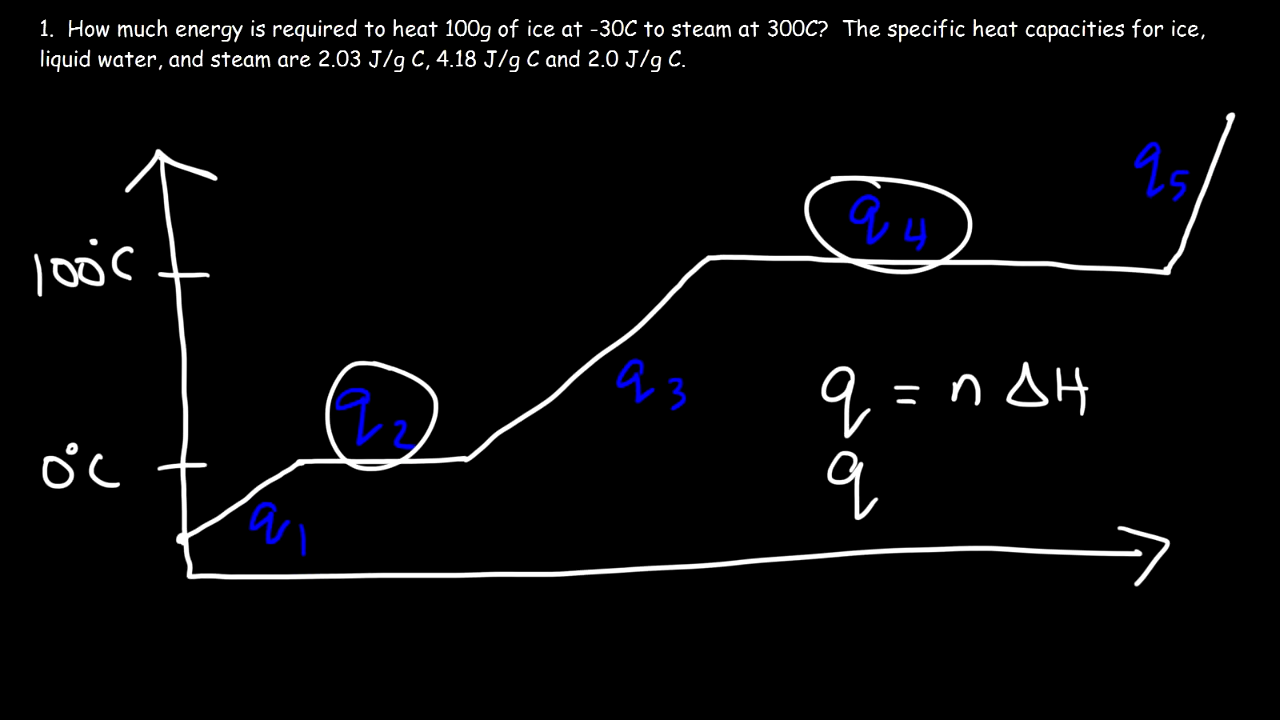 1. How much energy is required to heat 100g of ice at -30C to steam at 300C? The specific heat capacities for ice,
liquid water, and steam are 2.03 J/g C, 4.18 J/g C and 2.0 J/g C.
q5
q4
100°C
q3
q = n ΔH
q2
0°C
q
q1